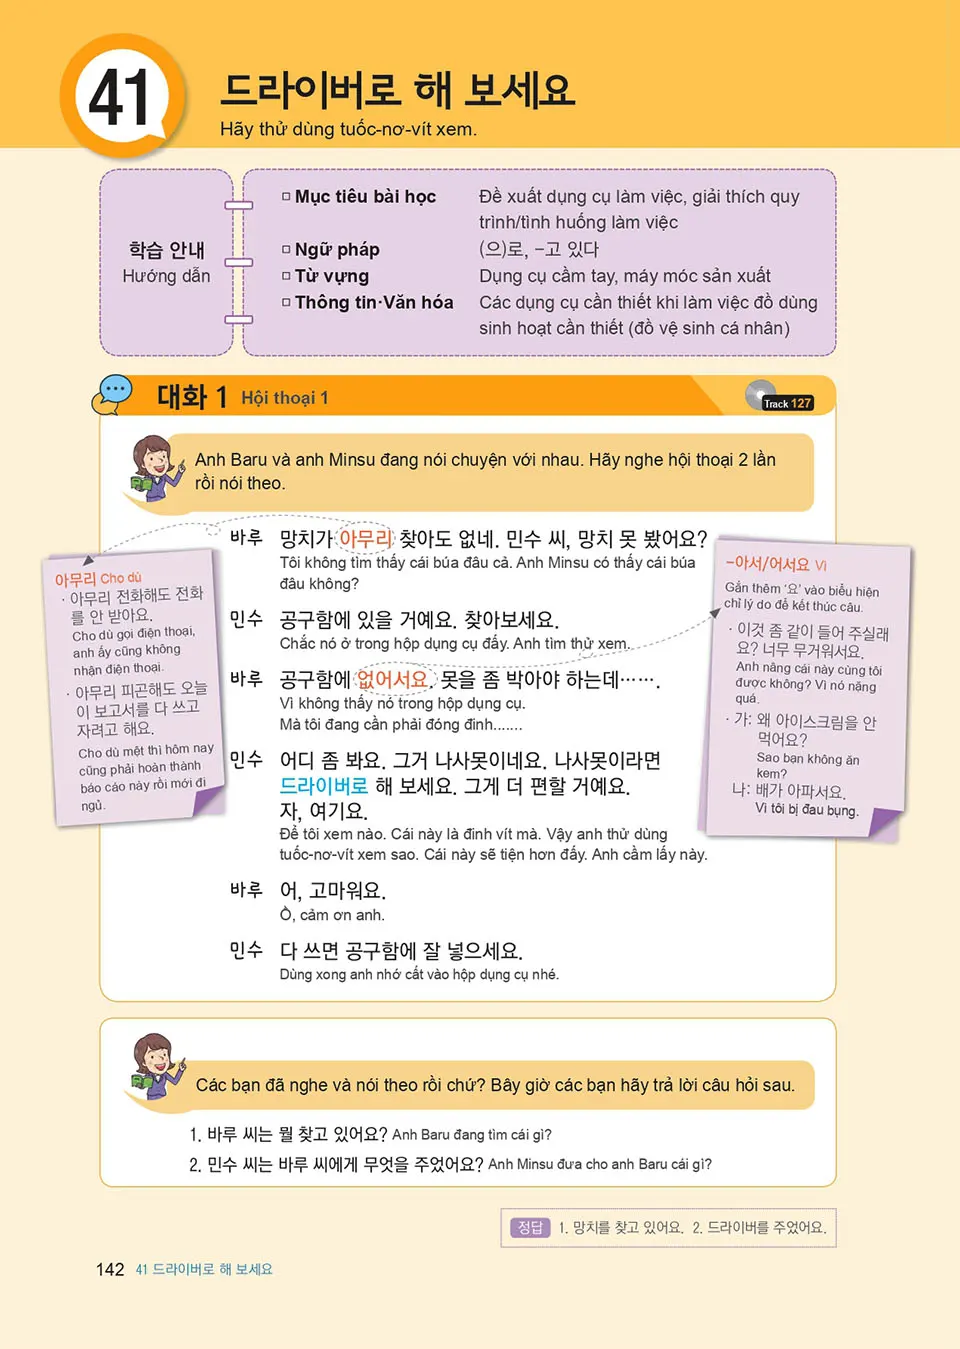 41
드라이버로 해 보세요
Hãy thử dùng tuốc-nơ-vít xem.
학습 안내
Hướng dẫn
□ Mục tiêu bài học Đề xuất dụng cụ làm việc, giải thích quy
trình/tình huống làm việc
□ Ngữ pháp (으)로, -고 있다
□ Từ vựng Dụng cụ cầm tay, máy móc sản xuất
□ Thông tin·Văn hóa Các dụng cụ cần thiết khi làm việc đồ dùng
sinh hoạt cần thiết (đồ vệ sinh cá nhân)
대화 1 Hội thoại 1
Track 127
Anh Baru và anh Minsu đang nói chuyện với nhau. Hãy nghe hội thoại 2 lần
rồi nói theo.
바루 망치가 아무리 찾아도 없네. 민수 씨, 망치 못 봤어요?
Tôi không tìm thấy cái búa đâu cả. Anh Minsu có thấy cái búa
đâu không?
민수 공구함에 있을 거예요. 찾아보세요.
Chắc nó ở trong hộp dụng cụ đấy. Anh tìm thử xem.
바루 공구함에 없어서요. 못을 좀 박아야 하는데…….
Vì không thấy nó trong hộp dụng cụ.
Mà tôi đang cần phải đóng đinh.......
민수 어디 좀 봐요. 그거 나사못이네요. 나사못이라면
드라이버로 해 보세요. 그게 더 편할 거예요.
자, 여기요.
Để tôi xem nào. Cái này là đinh vít mà. Vậy anh thử dùng
tuốc-nơ-vít xem sao. Cái này sẽ tiện hơn đấy. Anh cầm lấy này.
바루 어, 고마워요.
Ồ, cảm ơn anh.
민수 다 쓰면 공구함에 잘 넣으세요.
Dùng xong anh nhớ cất vào hộp dụng cụ nhé.
아무리 Cho dù
· 아무리 전화해도 전화
를 안 받아요.
Cho dù gọi điện thoại,
anh ấy cũng không
nhận điện thoại.
· 아무리 피곤해도 오늘
이 보고서를 다 쓰고
자려고 해요.
Cho dù mệt thì hôm nay
cũng phải hoàn thành
báo cáo này rồi mới đi
ngủ.
-아서/어서요 Vì
Gắn thêm ‘요’ vào biểu hiện
chỉ lý do để kết thúc câu.
· 이것 좀 같이 들어 주실래
요? 너무 무거워서요.
Anh nâng cái này cùng tôi
được không? Vì nó nặng
quá.
· 가: 왜 아이스크림을 안
먹어요?
Sao bạn không ăn
kem?
나: 배가 아파서요.
Vì tôi bị đau bụng.
Các bạn đã nghe và nói theo rồi chứ? Bây giờ các bạn hãy trả lời câu hỏi sau.
1. 바루 씨는 뭘 찾고 있어요? Anh Baru đang tìm cái gì?
2. 민수 씨는 바루 씨에게 무엇을 주었어요? Anh Minsu đưa cho anh Baru cái gì?
정답 1. 망치를 찾고 있어요. 2. 드라이버를 주었어요.
142 41 드라이버로 해 보세요